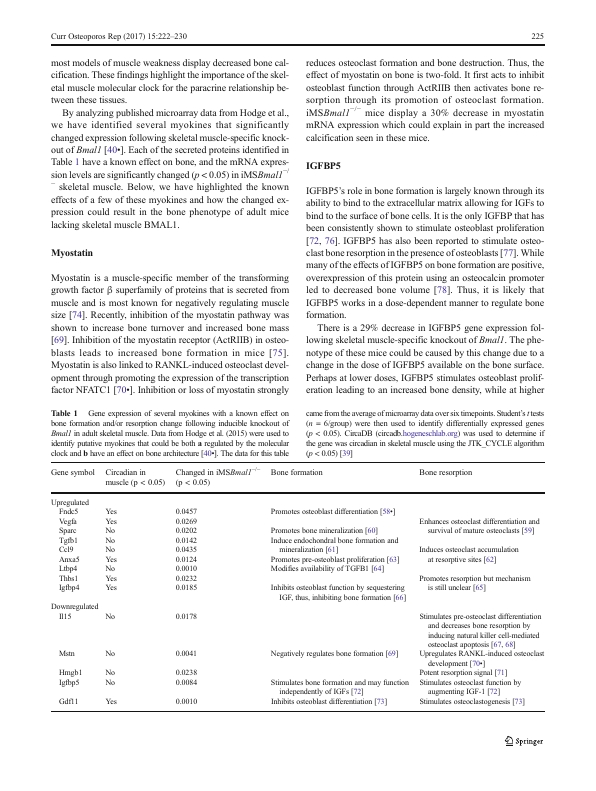 Curr Osteoporos Rep (2017) 15:222–230
225
most models of muscle weakness display decreased bone cal-
cification. These findings highlight the importance of the skel-
etal muscle molecular clock for the paracrine relationship be-
tween these tissues.
By analyzing published microarray data from Hodge et al.,
we have identified several myokines that significantly
changed expression following skeletal muscle-specific knock-
out of Bmal1 [40•]. Each of the secreted proteins identified in
Table 1 have a known effect on bone, and the mRNA expres-
sion levels are significantly changed (p < 0.05) in iMSBmal1−/
− skeletal muscle. Below, we have highlighted the known
effects of a few of these myokines and how the changed ex-
pression could result in the bone phenotype of adult mice
lacking skeletal muscle BMAL1.
Myostatin
Myostatin is a muscle-specific member of the transforming
growth factor β superfamily of proteins that is secreted from
muscle and is most known for negatively regulating muscle
size [74]. Recently, inhibition of the myostatin pathway was
shown to increase bone turnover and increased bone mass
[69]. Inhibition of the myostatin receptor (ActRIIB) in osteo-
blasts leads to increased bone formation in mice [75].
Myostatin is also linked to RANKL-induced osteoclast devel-
opment through promoting the expression of the transcription
factor NFATC1 [70•]. Inhibition or loss of myostatin strongly
reduces osteoclast formation and bone destruction. Thus, the
effect of myostatin on bone is two-fold. It first acts to inhibit
osteoblast function through ActRIIB then activates bone re-
sorption through its promotion of osteoclast formation.
iMSBmal1−/− mice display a 30% decrease in myostatin
mRNA expression which could explain in part the increased
calcification seen in these mice.
IGFBP5
IGFBP5's role in bone formation is largely known through its
ability to bind to the extracellular matrix allowing for IGFs to
bind to the surface of bone cells. It is the only IGFBP that has
been consistently shown to stimulate osteoblast proliferation
[72, 76]. IGFBP5 has also been reported to stimulate osteo-
clast bone resorption in the presence of osteoblasts [77]. While
many of the effects of IGFBP5 on bone formation are positive,
overexpression of this protein using an osteocalcin promoter
led to decreased bone volume [78]. Thus, it is likely that
IGFBP5 works in a dose-dependent manner to regulate bone
formation.
There is a 29% decrease in IGFBP5 gene expression fol-
lowing skeletal muscle-specific knockout of Bmal1. The phe-
notype of these mice could be caused by this change due to a
change in the dose of IGFBP5 available on the bone surface.
Perhaps at lower doses, IGFBP5 stimulates osteoblast prolif-
eration leading to an increased bone density, while at higher
Table 1 Gene expression of several myokines with a known effect on
bone formation and/or resorption change following inducible knockout of
Bmal1 in adult skeletal muscle. Data from Hodge et al. (2015) were used to
identify putative myokines that could be both a regulated by the molecular
clock and b have an effect on bone architecture [40•]. The data for this table
came from the average of microarray data over six timepoints. Student's t tests
(n = 6/group) were then used to identify differentially expressed genes
(p < 0.05). CircaDB (circadb.hogeneschlab.org) was used to determine if
the gene was circadian in skeletal muscle using the JTK_CYCLE algorithm
(p < 0.05) [39]
Gene symbol Circadian in Changed in iMSBmal1−/− Bone formation Bone resorption
muscle (p < 0.05) (p < 0.05)
Upregulated
Fndc5 Yes 0.0457 Promotes osteoblast differentiation [58•]
Vegfa Yes 0.0269 Enhances osteoclast differentiation and
Sparc No 0.0202 Promotes bone mineralization [60] survival of mature osteoclasts [59]
Tgfb1 No 0.0142 Induce endochondral bone formation and
Ccl9 No 0.0435 mineralization [61] Induces osteoclast accumulation
Anxa5 Yes 0.0124 Promotes pre-osteoblast proliferation [63] at resorptive sites [62]
Ltbp4 No 0.0010 Modifies availability of TGFB1 [64]
Thbs1 Yes 0.0232 Promotes resorption but mechanism
Igfbp4 Yes 0.0185 Inhibits osteoblast function by sequestering is still unclear [65]
IGF, thus, inhibiting bone formation [66]
Downregulated
Il15 No 0.0178 Stimulates pre-osteoblast differentiation
and decreases bone resorption by
inducing natural killer cell-mediated
osteoclast apoptosis [67, 68]
Mstn No 0.0041 Negatively regulates bone formation [69] Upregulates RANKL-induced osteoclast
development [70•]
Hmgb1 No 0.0238 Potent resorption signal [71]
Igfbp5 No 0.0084 Stimulates bone formation and may function Stimulates osteoclast function by
independently of IGFs [72] augmenting IGF-1 [72]
Gdf11 Yes 0.0010 Inhibits osteoblast differentiation [73] Stimulates osteoclastogenesis [73]
Springer